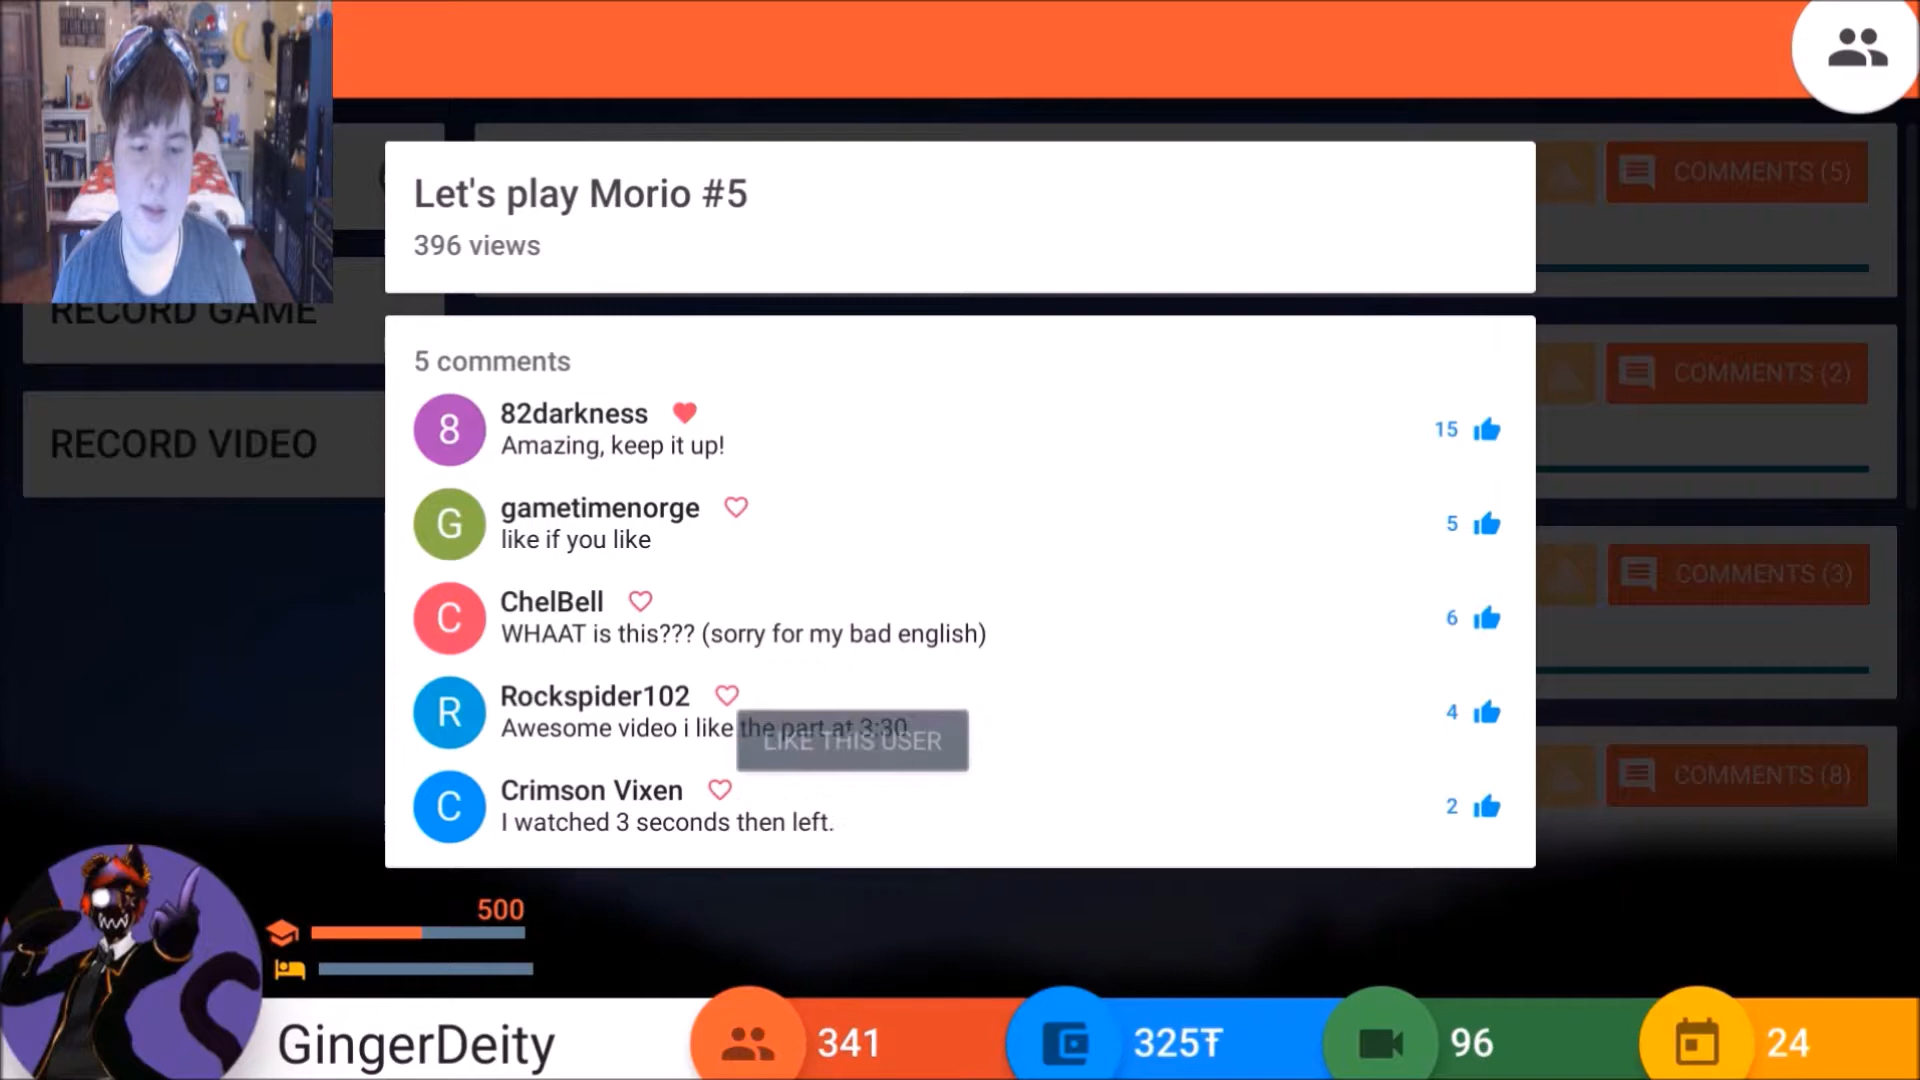 Let's play Morio #5
396 views
COMMENTS (5)
RECORD GAME
RECORD VIDEO
5 comments
8
82darkness
Amazing, keep it up!
15
G
gametimenorge
like if you like
5
C
ChelBell
WHAAT is this??? (sorry for my bad english)
6
R
Rockspider102
Awesome video i like the part at 3:30
4
LIKE THIS USER
C
Crimson Vixen
I watched 3 seconds then left.
2
COMMENTS (2)
COMMENTS (3)
COMMENTS (8)
500
GingerDeity
341
325Ŧ
96
24